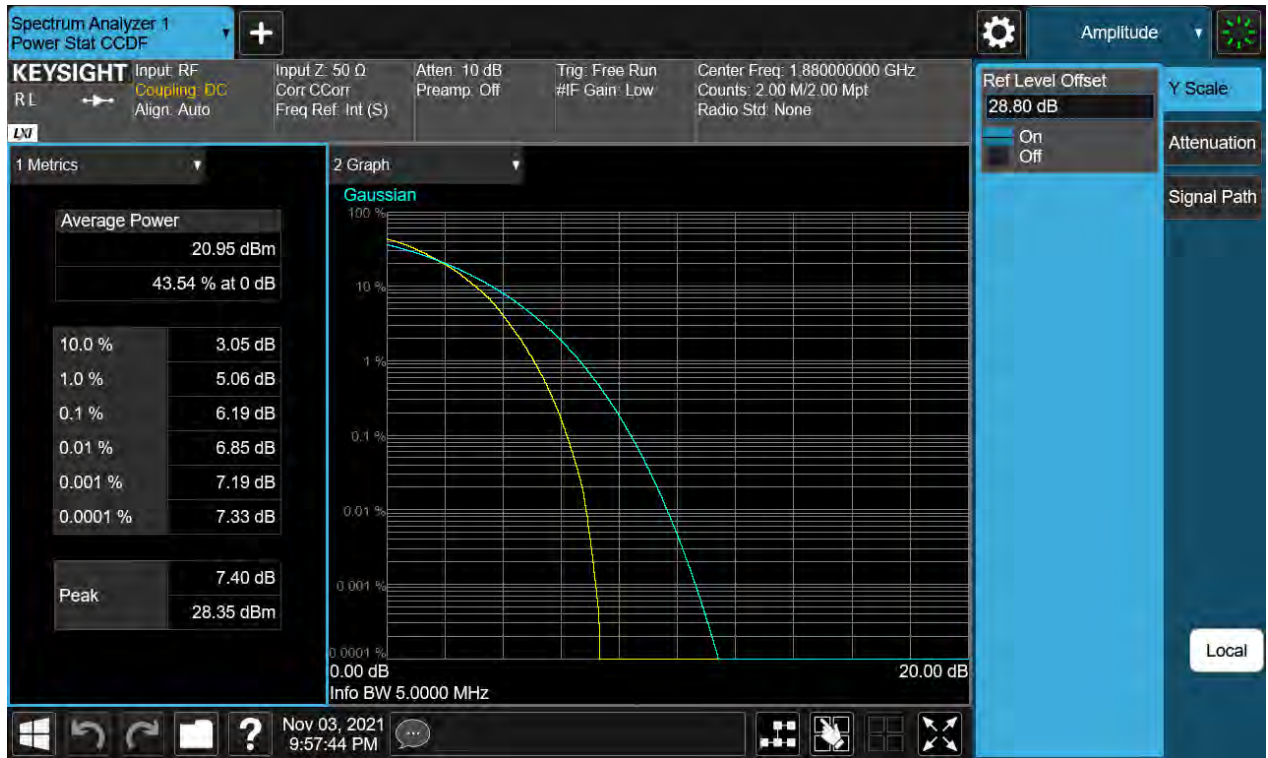 Spectrum Analyzer 1
Power Stat CCDF
+
Amplitude
KEYSIGHT
RL
LXI
Input: RF
Coupling: DC
Align: Auto
Input Z: 50 Ω
Corr CCorr
Freq Ref: Int (S)
Atten: 10 dB
Preamp: Off
Trig: Free Run
#IF Gain: Low
Center Freq: 1.880000000 GHz
Counts: 2.00 M/2.00 Mpt
Radio Std: None
Ref Level Offset
28.80 dB
On
Off
Y Scale
Attenuation
Signal Path
Local
1 Metrics
Average Power
20.95 dBm
43.54 % at 0 dB
10.0 % 3.05 dB
1.0 % 5.06 dB
0.1 % 6.19 dB
0.01 % 6.85 dB
0.001 % 7.19 dB
0.0001 % 7.33 dB
Peak
7.40 dB
28.35 dBm
2 Graph
Gaussian
100 %
10 %
1 %
0.1 %
0.01 %
0.001 %
0.0001 %
0.00 dB 20.00 dB
Info BW 5.0000 MHz
?
Nov 03, 2021
9:57:44 PM